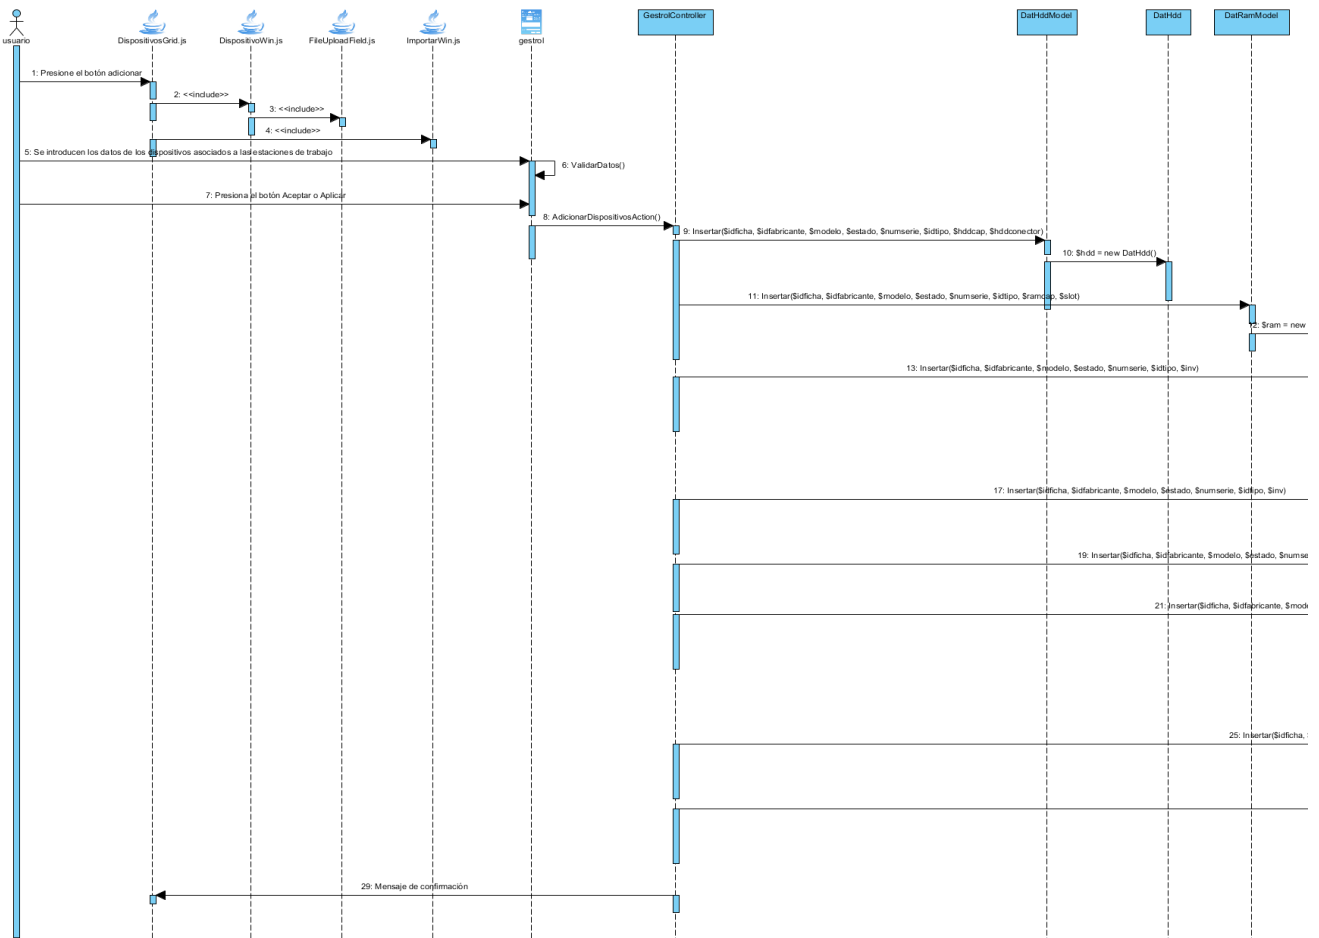 usuario
DispositivosGrid.js
DispositivoWin.js
FileUploadField.js
ImportarWin.js
gestrol
GestrolController
DatHddModel
DatHdd
DatRamModel
1: Presione el botón adicionar
2: <<include>>
3: <<include>>
4: <<include>>
5: Se introducen los datos de los dispositivos asociados a las estaciones de trabajo
6: ValidarDatos()
7: Presiona el botón Aceptar o Aplicar
8: AdicionarDispositivosAction()
9: Insertar($idficha, $idfabricante, $modelo, $estado, $numserie, $idtipo, $hddcap, $hddconector)
10: $hdd = new DatHdd()
11: Insertar($idficha, $idfabricante, $modelo, $estado, $numserie, $idtipo, $ramcap, $slot)
2: $ram = new
13: Insertar($idficha, $idfabricante, $modelo, $estado, $numserie, $idtipo, $inv)
17: Insertar($idficha, $idfabricante, $modelo, $estado, $numserie, $idtipo, $inv)
19: Insertar($idficha, $idfabricante, $modelo, $estado, $numse
21: Insertar($idficha, $idfabricante, $mode
25: Insertar($idficha,
29: Mensaje de confirmación